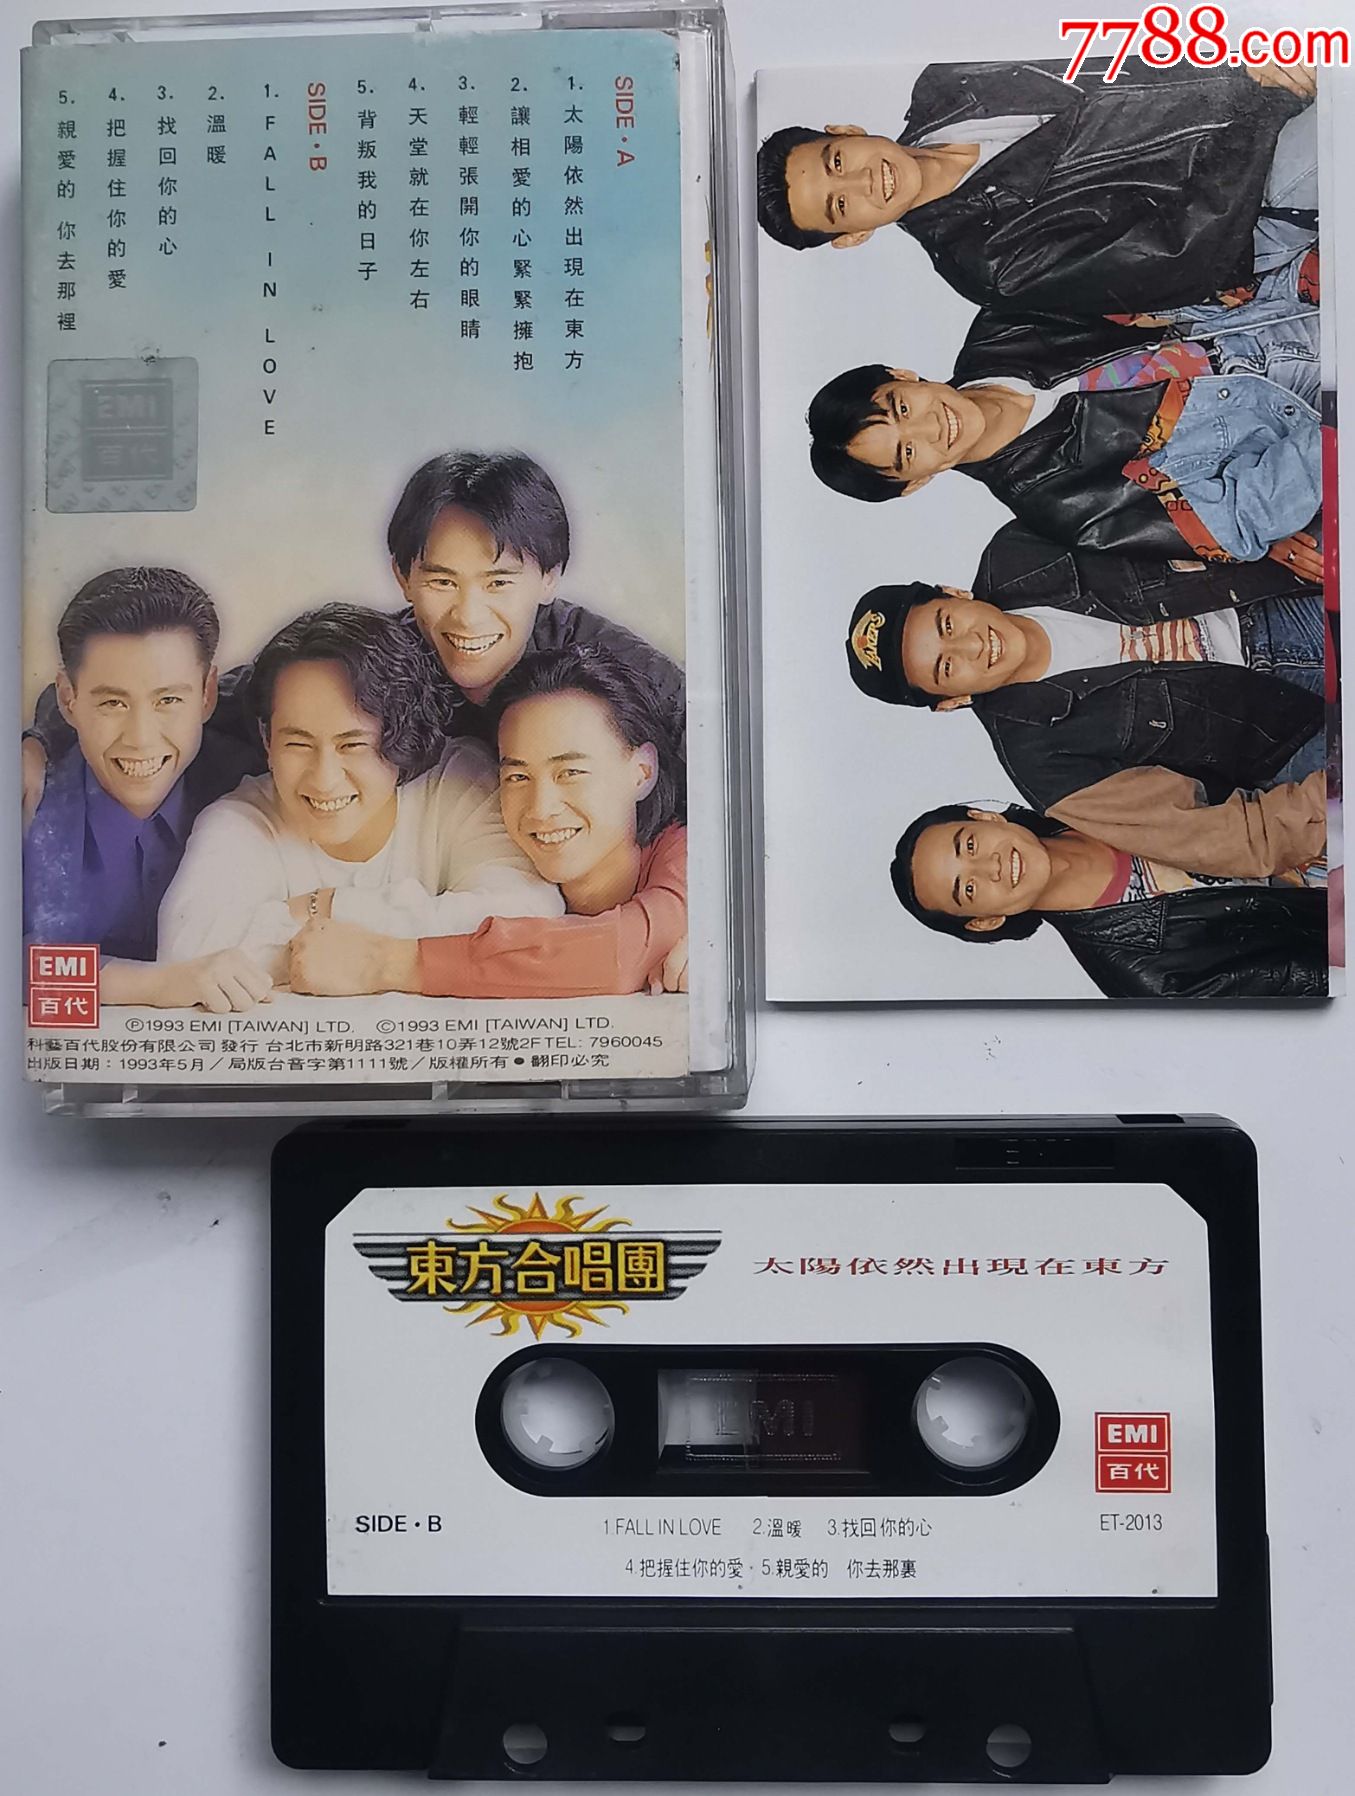 7788.com
SIDE・A
1. 太陽依然出現在東方
2. 讓相愛的心緊緊擁抱
3. 輕輕張開你的眼睛
4. 天堂就在你左右
5. 背叛我的日子
SIDE・B
1. FALL IN LOVE
2. 溫暖
3. 找回你的心
4. 把握住你的愛
5. 親愛的 你去那裡
EMI
百代
Ⓟ1993 EMI [TAIWAN] LTD. ©1993 EMI [TAIWAN] LTD.
科藝百代股份有限公司 發行 台北市新明路321巷10弄12號2F TEL: 7960045
出版日期：1993年5月／局版台音字第1111號／版權所有●翻印必究
LAKERS
東方合唱團
太陽依然出現在東方
EMI
EMI
百代
SIDE・B
1.FALL IN LOVE 2.溫暖 3.找回你的心
ET-2013
4.把握住你的愛・5.親愛的 你去那裏